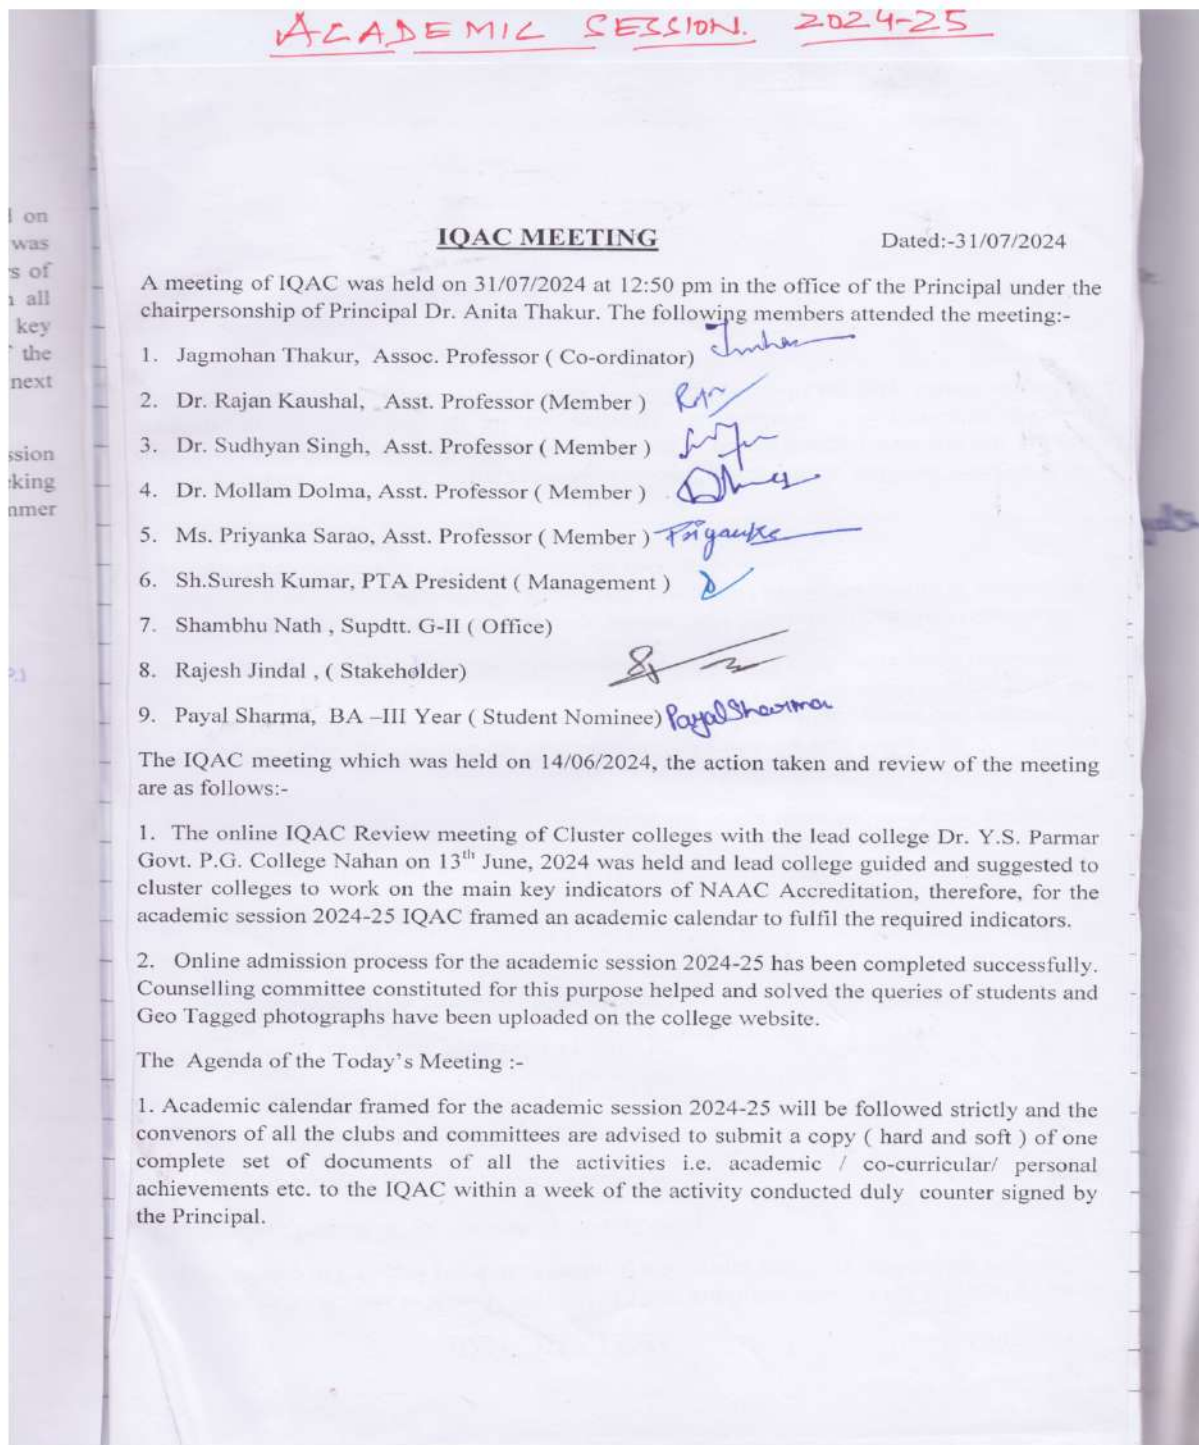 ACADEMIC SESSION. 2024-25
l on
was
s of
all
key
the
next
ssion
king
mmer
IQAC MEETING
Dated:-31/07/2024
A meeting of IQAC was held on 31/07/2024 at 12:50 pm in the office of the Principal under the
chairpersonship of Principal Dr. Anita Thakur. The following members attended the meeting:-
1. Jagmohan Thakur, Assoc. Professor ( Co-ordinator)
2. Dr. Rajan Kaushal, Asst. Professor (Member )
3. Dr. Sudhyan Singh, Asst. Professor ( Member )
4. Dr. Mollam Dolma, Asst. Professor ( Member )
5. Ms. Priyanka Sarao, Asst. Professor ( Member ) Priyanka
6. Sh.Suresh Kumar, PTA President ( Management )
7. Shambhu Nath , Supdtt. G-II ( Office)
8. Rajesh Jindal , ( Stakeholder)
9. Payal Sharma, BA –III Year ( Student Nominee) Payal Sharma
The IQAC meeting which was held on 14/06/2024, the action taken and review of the meeting
are as follows:-
1. The online IQAC Review meeting of Cluster colleges with the lead college Dr. Y.S. Parmar
Govt. P.G. College Nahan on 13th June, 2024 was held and lead college guided and suggested to
cluster colleges to work on the main key indicators of NAAC Accreditation, therefore, for the
academic session 2024-25 IQAC framed an academic calendar to fulfil the required indicators.
2. Online admission process for the academic session 2024-25 has been completed successfully.
Counselling committee constituted for this purpose helped and solved the queries of students and
Geo Tagged photographs have been uploaded on the college website.
The Agenda of the Today's Meeting :-
1. Academic calendar framed for the academic session 2024-25 will be followed strictly and the
convenors of all the clubs and committees are advised to submit a copy ( hard and soft ) of one
complete set of documents of all the activities i.e. academic / co-curricular/ personal
achievements etc. to the IQAC within a week of the activity conducted duly counter signed by
the Principal.